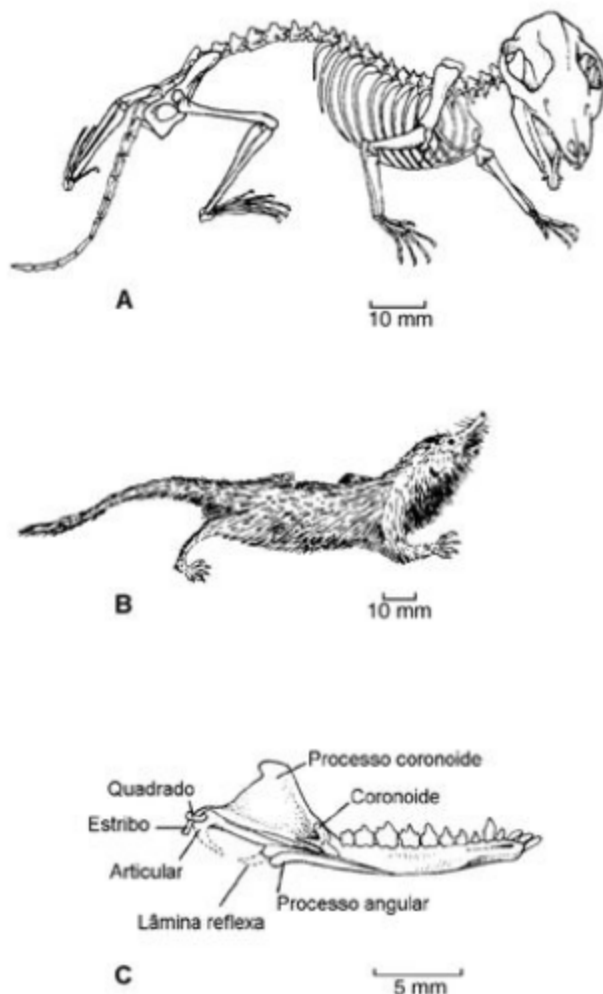 A
10 mm
B
10 mm
Processo coronoide
Quadrado
Coronoide
Estribo
Articular
Processo angular
Lâmina reflexa
C
5 mm